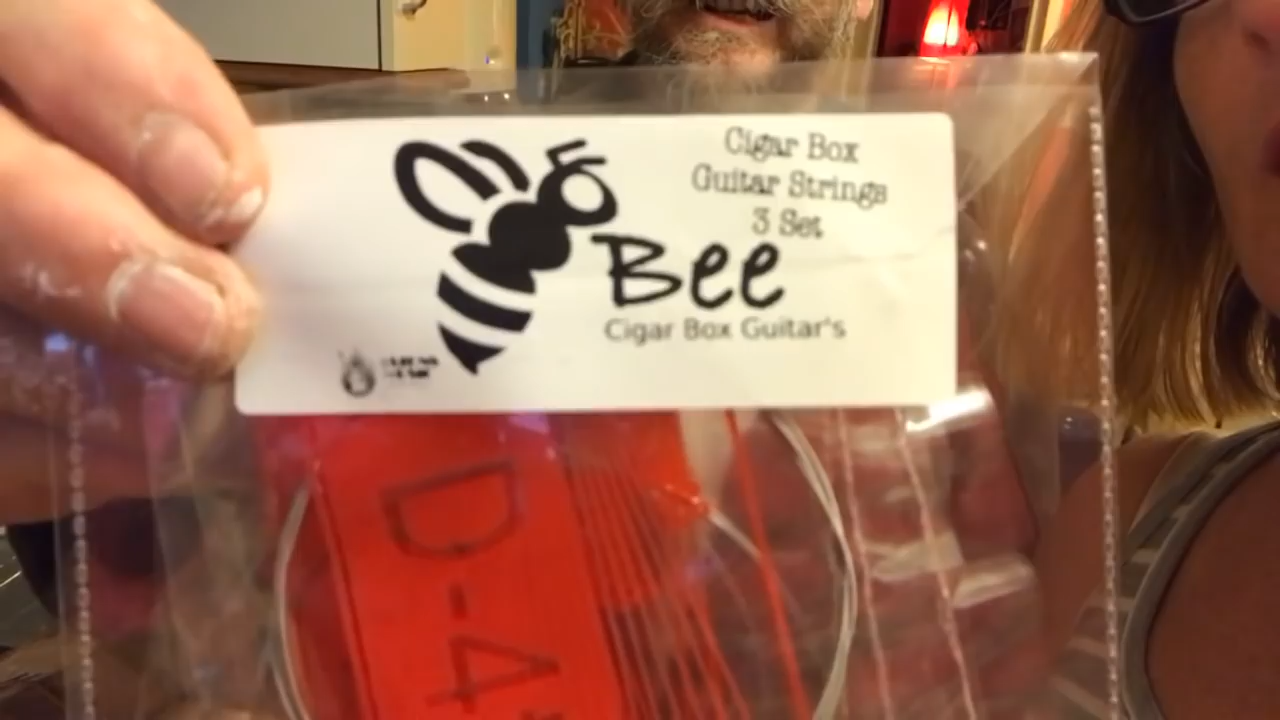 Cigar Box
Guitar Strings
3 Set
Bee
Cigar Box Guitar's
D-4